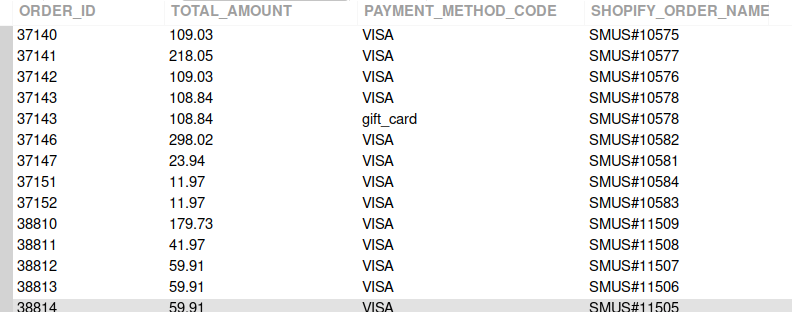 ORDER_ID TOTAL_AMOUNT PAYMENT_METHOD_CODE SHOPIFY_ORDER_NAME
37140 109.03 VISA SMUS#10575
37141 218.05 VISA SMUS#10577
37142 109.03 VISA SMUS#10576
37143 108.84 VISA SMUS#10578
37143 108.84 gift_card SMUS#10578
37146 298.02 VISA SMUS#10582
37147 23.94 VISA SMUS#10581
37151 11.97 VISA SMUS#10584
37152 11.97 VISA SMUS#10583
38810 179.73 VISA SMUS#11509
38811 41.97 VISA SMUS#11508
38812 59.91 VISA SMUS#11507
38813 59.91 VISA SMUS#11506
38814 59.91 VISA SMUS#11505